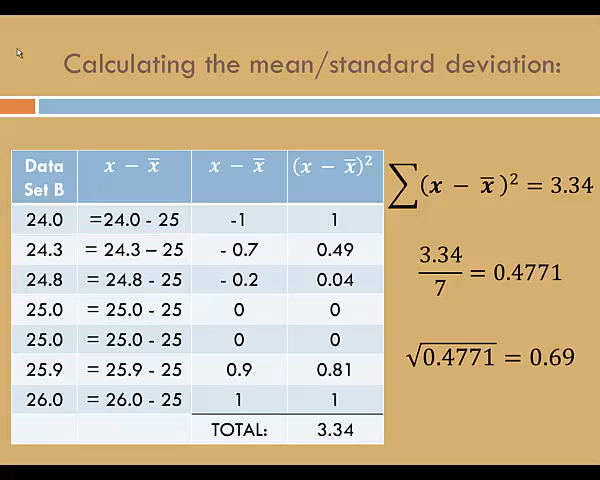 Calculating the mean/standard deviation:
Data Set B | x − x̅ | x − x̅ | (x − x̅)²
24.0 | =24.0 - 25 | -1 | 1
24.3 | = 24.3 – 25 | - 0.7 | 0.49
24.8 | = 24.8 - 25 | - 0.2 | 0.04
25.0 | = 25.0 - 25 | 0 | 0
25.0 | = 25.0 - 25 | 0 | 0
25.9 | = 25.9 - 25 | 0.9 | 0.81
26.0 | = 26.0 - 25 | 1 | 1
TOTAL: | 3.34
∑(x − x̅)² = 3.34
3.34/7 = 0.4771
√0.4771 = 0.69